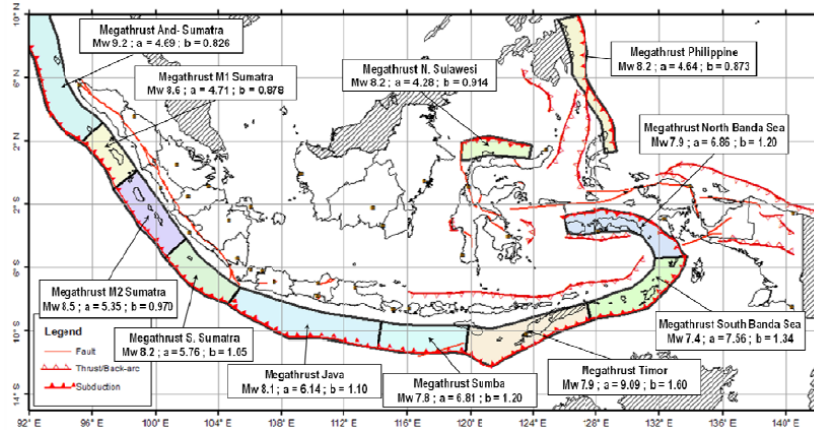 10° N
6° N
2° N
2° S
6° S
10° S
14° S
Megathrust And- Sumatra
Mw 9.2 ; a = 4.69 ; b = 0.826
Megathrust M1 Sumatra
Mw 8.6 ; a = 4.71 ; b = 0.878
Megathrust N. Sulawesi
Mw 8.2 ; a = 4.28 ; b = 0.914
Megathrust Philippine
Mw 8.2 ; a = 4.64 ; b = 0.873
Megathrust North Banda Sea
Mw 7.9 ; a = 6.86 ; b = 1.20
Megathrust M2 Sumatra
Mw 8.5 ; a = 5.35 ; b = 0.970
Megathrust S. Sumatra
Mw 8.2 ; a = 5.76 ; b = 1.05
Megathrust Java
Mw 8.1 ; a = 6.14 ; b = 1.10
Megathrust Sumba
Mw 7.8 ; a = 6.81 ; b = 1.20
Megathrust Timor
Mw 7.9 ; a = 9.09 ; b = 1.60
Megathrust South Banda Sea
Mw 7.4 ; a = 7.56 ; b = 1.34
Legend
Fault
Thrust/Back-arc
Subduction
92° E 96° E 100° E 104° E 108° E 112° E 116° E 120° E 124° E 128° E 132° E 136° E 140° E